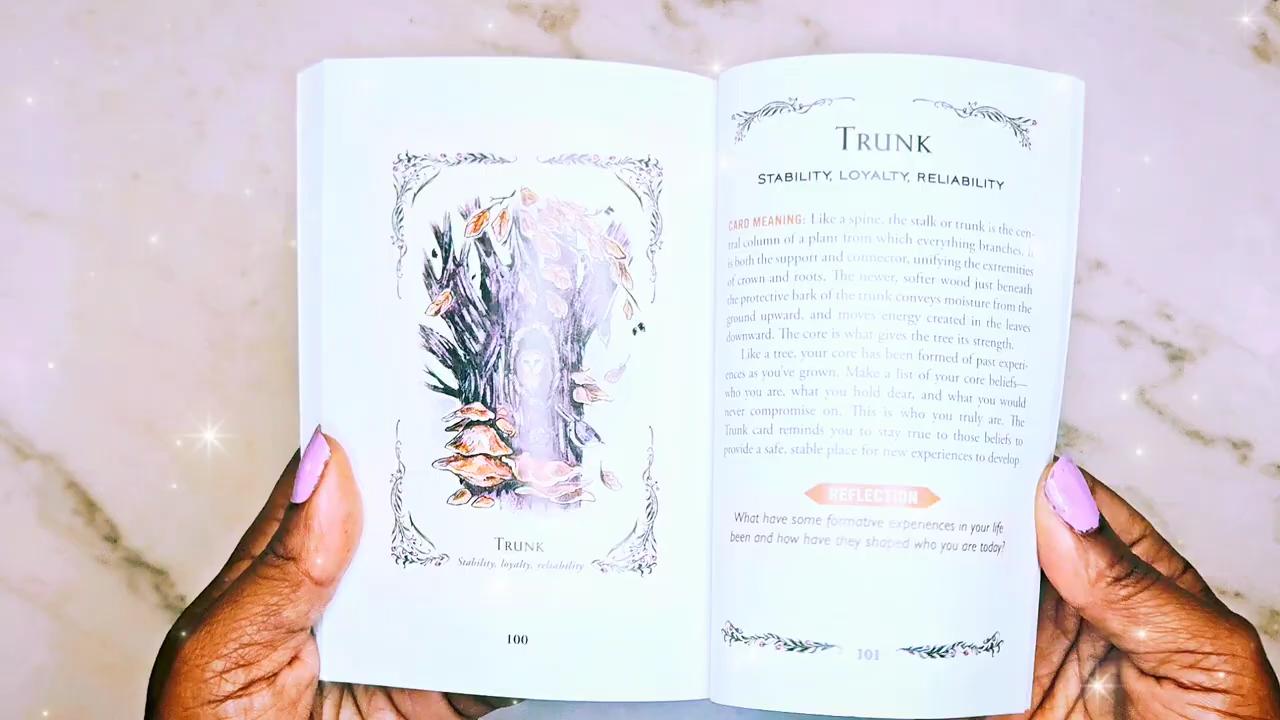 TRUNK
Stability, loyalty, reliability
100
TRUNK
STABILITY, LOYALTY, RELIABILITY
CARD MEANING: Like a spine, the stalk or trunk is the cen-
tral column of a plant from which everything branches. It
is both the support and connector, unifying the extremities
of crown and roots. The newer, softer wood just beneath
the protective bark of the trunk conveys moisture from the
ground upward, and moves energy created in the leaves
downward. The core is what gives the tree its strength.
Like a tree, your core has been formed of past experi-
ences as you've grown. Make a list of your core beliefs—
who you are, what you hold dear, and what you would
never compromise on. This is who you truly are. The
Trunk card reminds you to stay true to those beliefs to
provide a safe, stable place for new experiences to develop
REFLECTION
What have some formative experiences in your life
been and how have they shaped who you are today?
101